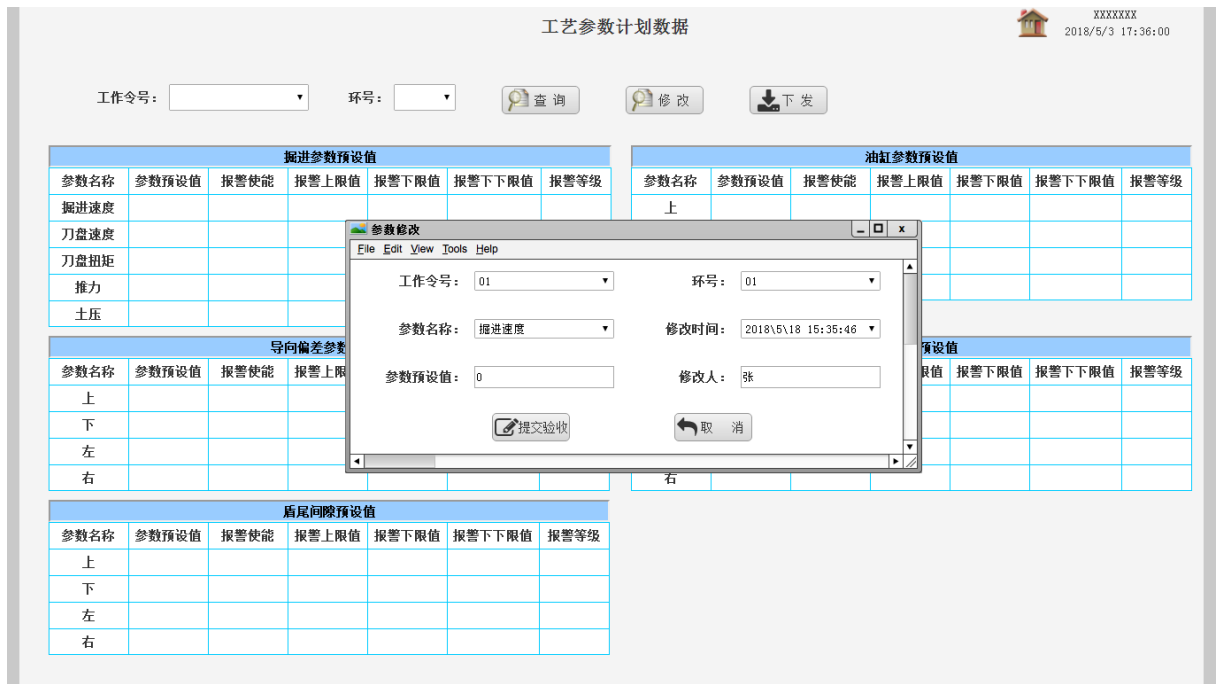 工艺参数计划数据
XXXXXXX
2018/5/3 17:36:00
工作令号： 环号： 查 询 修 改 下 发
掘进参数预设值
参数名称 参数预设值 报警使能 报警上限值 报警下限值 报警下下限值 报警等级
掘进速度
刀盘速度
刀盘扭矩
推力
土压
油缸参数预设值
参数名称 参数预设值 报警使能 报警上限值 报警下限值 报警下下限值 报警等级
上
参数修改
File Edit View Tools Help
工作令号： 01 环号： 01
参数名称： 掘进速度 修改时间： 2018\5\18 15:35:46
参数预设值： 0 修改人： 张
提交验收 取 消
导向偏差参数
参数名称 参数预设值 报警使能 报警上限
上
下
左
右
预设值
限值 报警下限值 报警下下限值 报警等级
右
盾尾间隙预设值
参数名称 参数预设值 报警使能 报警上限值 报警下限值 报警下下限值 报警等级
上
下
左
右